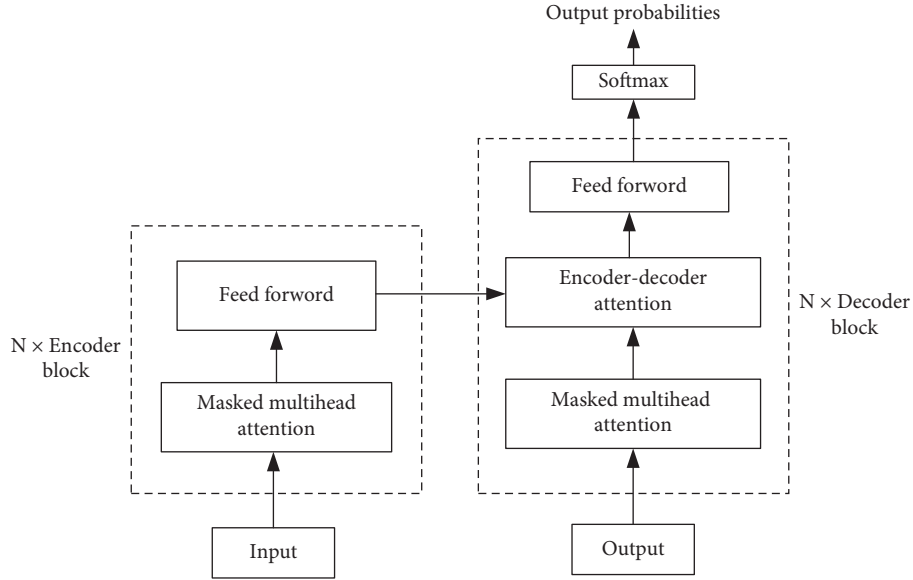 Output probabilities
Softmax
Feed forword
Encoder-decoder
attention
N × Decoder
block
Masked multihead
attention
Output
Feed forword
N × Encoder
block
Masked multihead
attention
Input